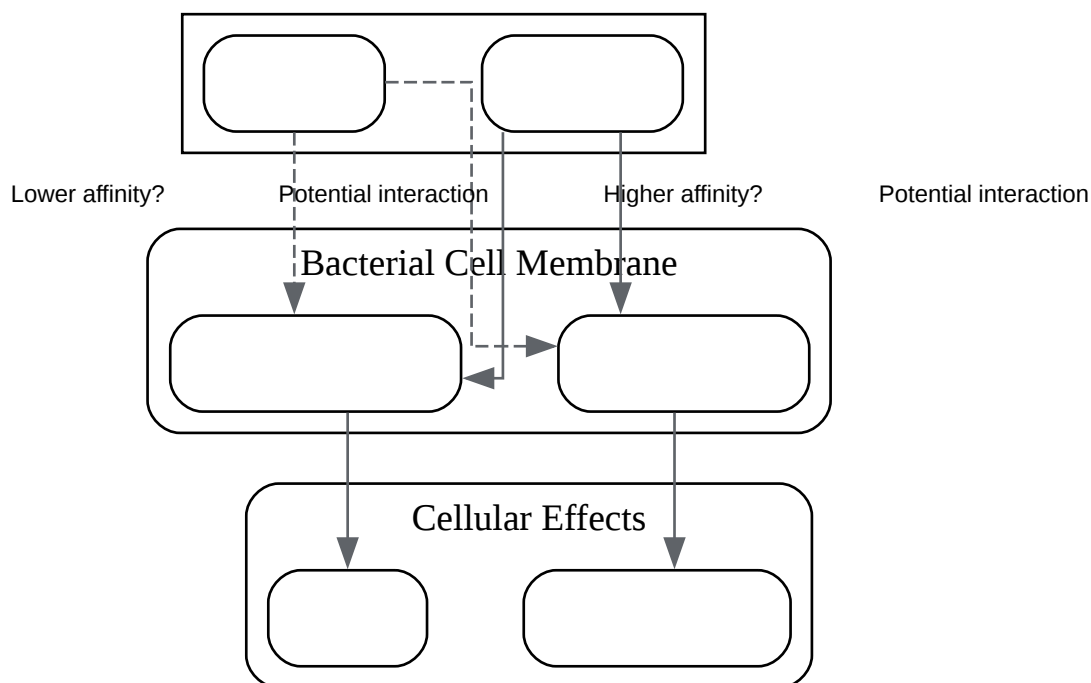 Lower affinity?
Potential interaction
Higher affinity?
Potential interaction
Bacterial Cell Membrane
Cellular Effects